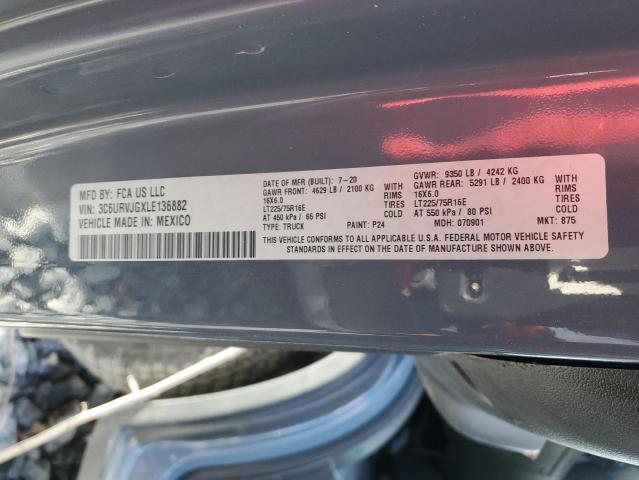 MFD BY: FCA US LLC
VIN: 3C6URVJGXLE136882
VEHICLE MADE IN: MEXICO
DATE OF MFR (BUILT): 7-20
GAWR FRONT: 4629 LB / 2100 KG
16X6.0 RIMS
LT225/75R16E TIRES
AT 450 kPa / 65 PSI COLD
TYPE: TRUCK
GVWR: 9350 LB / 4242 KG
GAWR REAR: 5291 LB / 2400 KG
16X6.0 RIMS
LT225/75R16E TIRES
AT 550 kPa / 80 PSI COLD
PAINT: P24 MDH: 070901 MKT: B75
THIS VEHICLE CONFORMS TO ALL APPLICABLE U.S.A. FEDERAL MOTOR VEHICLE SAFETY
STANDARDS IN EFFECT ON THE DATE OF MANUFACTURE SHOWN ABOVE.